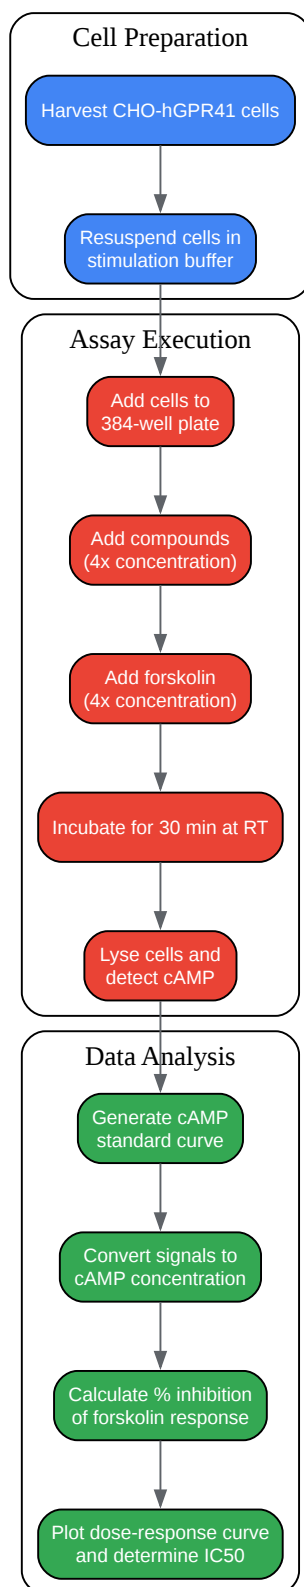 Cell Preparation
Harvest CHO-hGPR41 cells
Resuspend cells in
stimulation buffer
Assay Execution
Add cells to
384-well plate
Add compounds
(4x concentration)
Add forskolin
(4x concentration)
Incubate for 30 min at RT
Lyse cells and
detect cAMP
Data Analysis
Generate cAMP
standard curve
Convert signals to
cAMP concentration
Calculate % inhibition
of forskolin response
Plot dose-response curve
and determine IC50